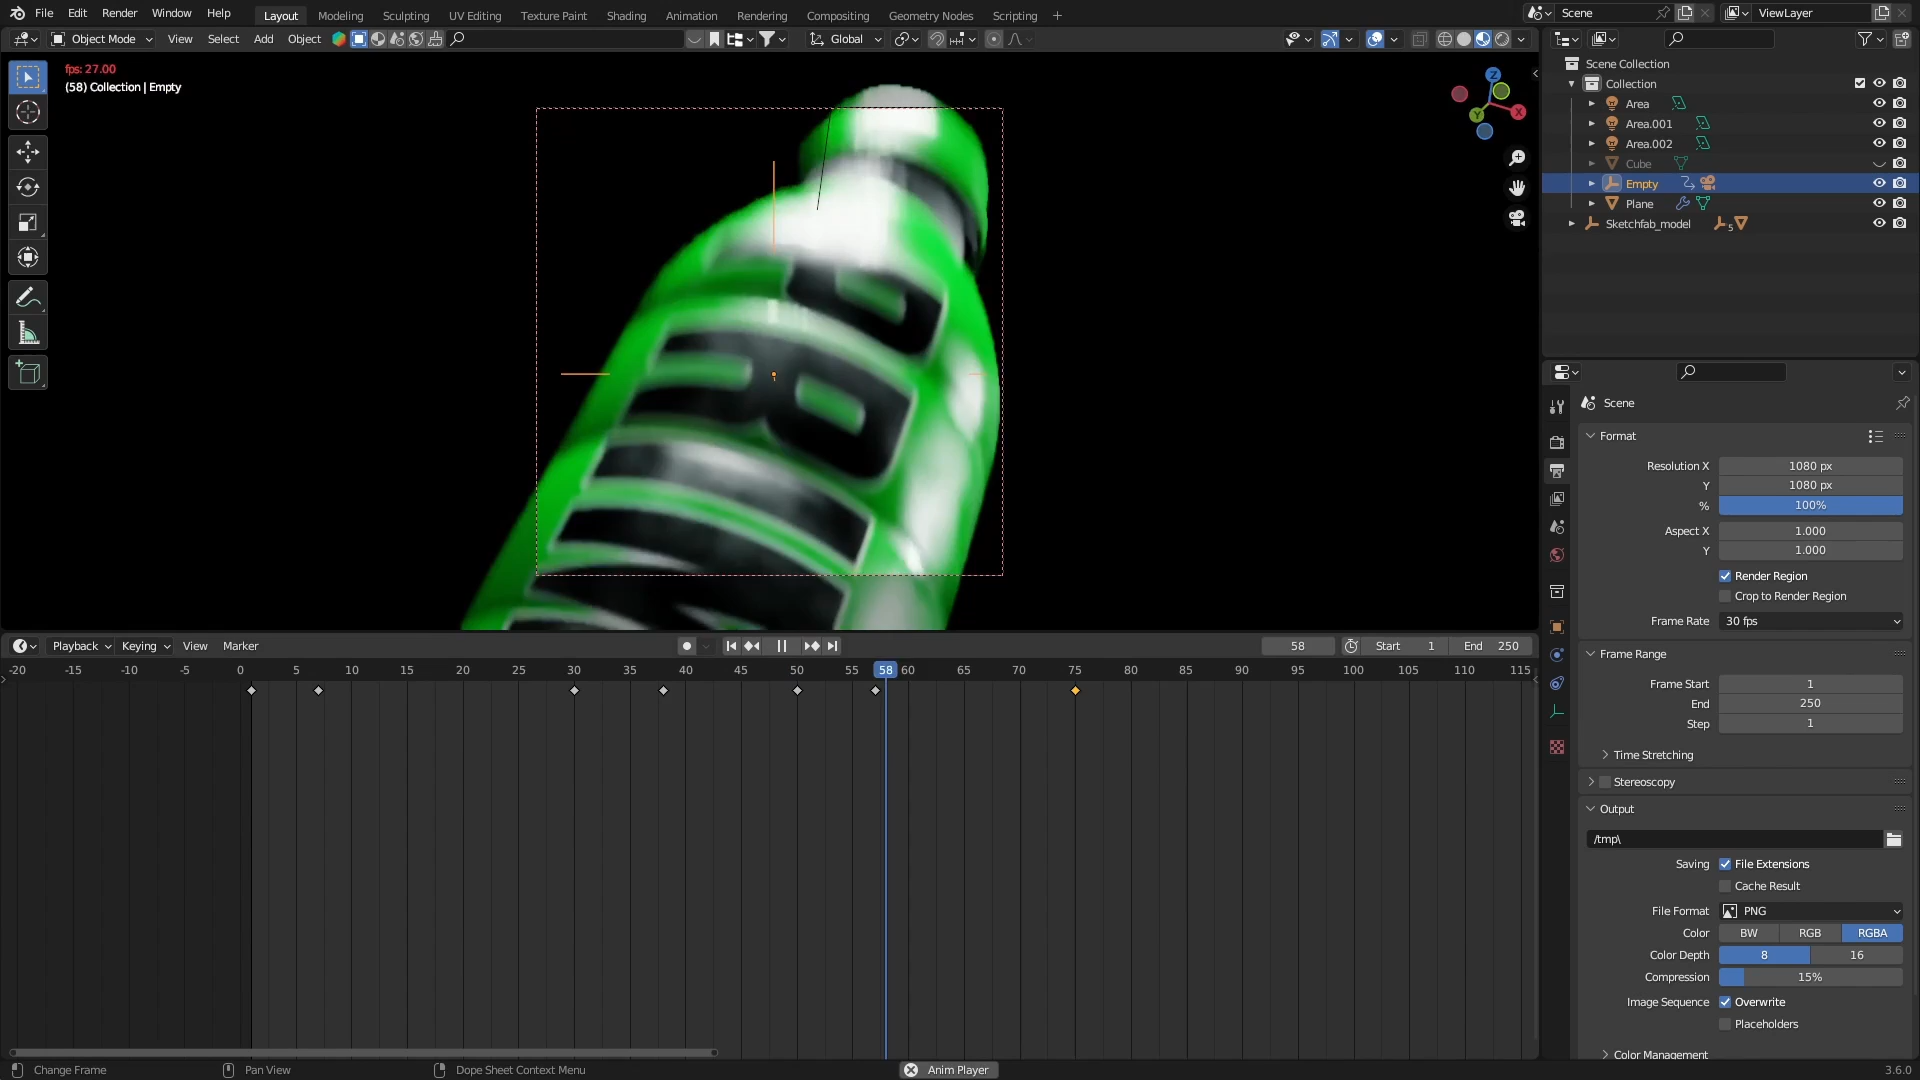 File Edit Render Window Help Layout Modeling Sculpting UV Editing Texture Paint Shading Animation Rendering Compositing Geometry Nodes Scripting + Scene ViewLayer
Object Mode View Select Add Object Global
fps: 27.00
(58) Collection | Empty
Z
X
Y
Scene Collection
Collection
Area
Area.001
Area.002
Cube
Empty
Plane
Sketchfab_model 5
Scene
Format
Resolution X 1080 px
Y 1080 px
% 100%
Aspect X 1.000
Y 1.000
Render Region
Crop to Render Region
Frame Rate 30 fps
Frame Range
Frame Start 1
End 250
Step 1
Time Stretching
Stereoscopy
Output
/tmp\
Saving File Extensions
Cache Result
File Format PNG
Color BW RGB RGBA
Color Depth 8 16
Compression 15%
Image Sequence Overwrite
Placeholders
Color Management
Playback Keying View Marker 58 Start 1 End 250
-20 -15 -10 -5 0 5 10 15 20 25 30 35 40 45 50 55 58 60 65 70 75 80 85 90 95 100 105 110 115
Change Frame Pan View Dope Sheet Context Menu Anim Player 3.6.0